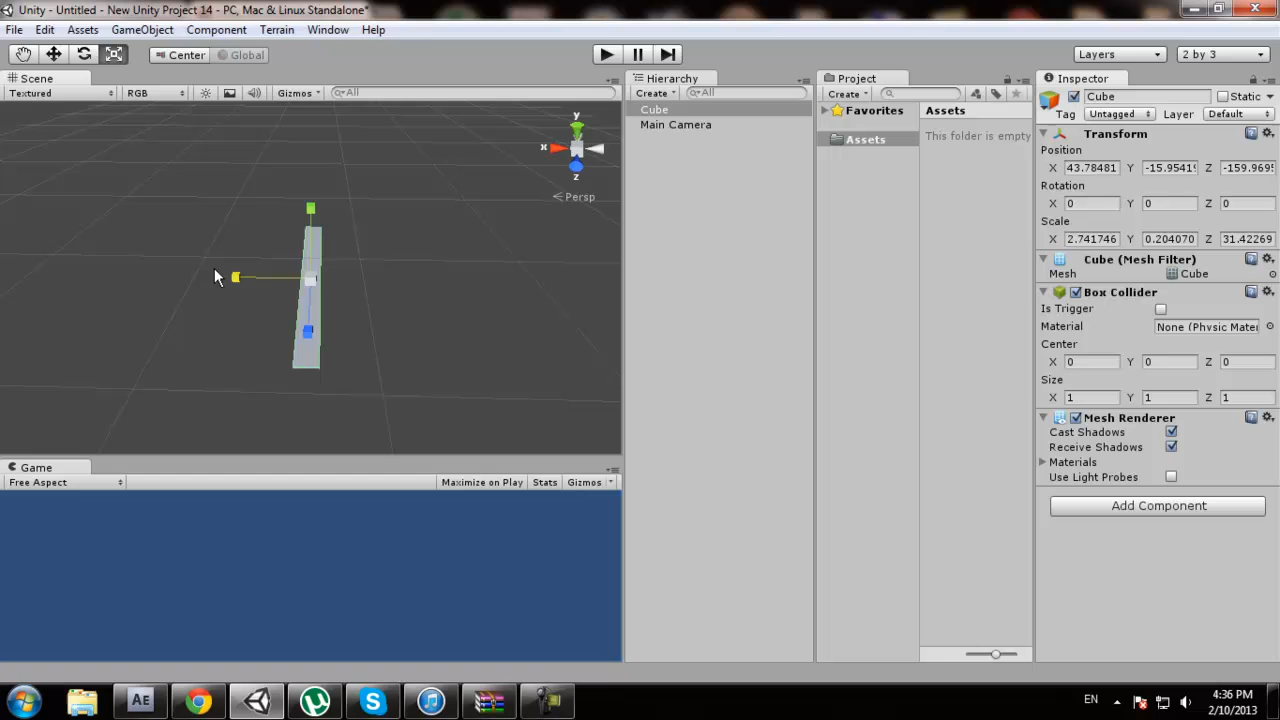 Unity - Untitled - New Unity Project 14 - PC, Mac & Linux Standalone*
File Edit Assets GameObject Component Terrain Window Help
Center Global Layers 2 by 3
Scene
Textured RGB Gizmos All
y
x
z
Persp
Game
Free Aspect Maximize on Play Stats Gizmos
Hierarchy
Create All
Cube
Main Camera
Project
Create
Favorites
Assets
Assets
This folder is empty
Inspector
Cube Static
Tag Untagged Layer Default
Transform
Position
X 43.78481 Y -15.9541 Z -159.969
Rotation
X 0 Y 0 Z 0
Scale
X 2.741746 Y 0.204070 Z 31.42269
Cube (Mesh Filter)
Mesh Cube
Box Collider
Is Trigger
Material None (Physic Mater
Center
X 0 Y 0 Z 0
Size
X 1 Y 1 Z 1
Mesh Renderer
Cast Shadows
Receive Shadows
Materials
Use Light Probes
Add Component
AE
EN
4:36 PM
2/10/2013